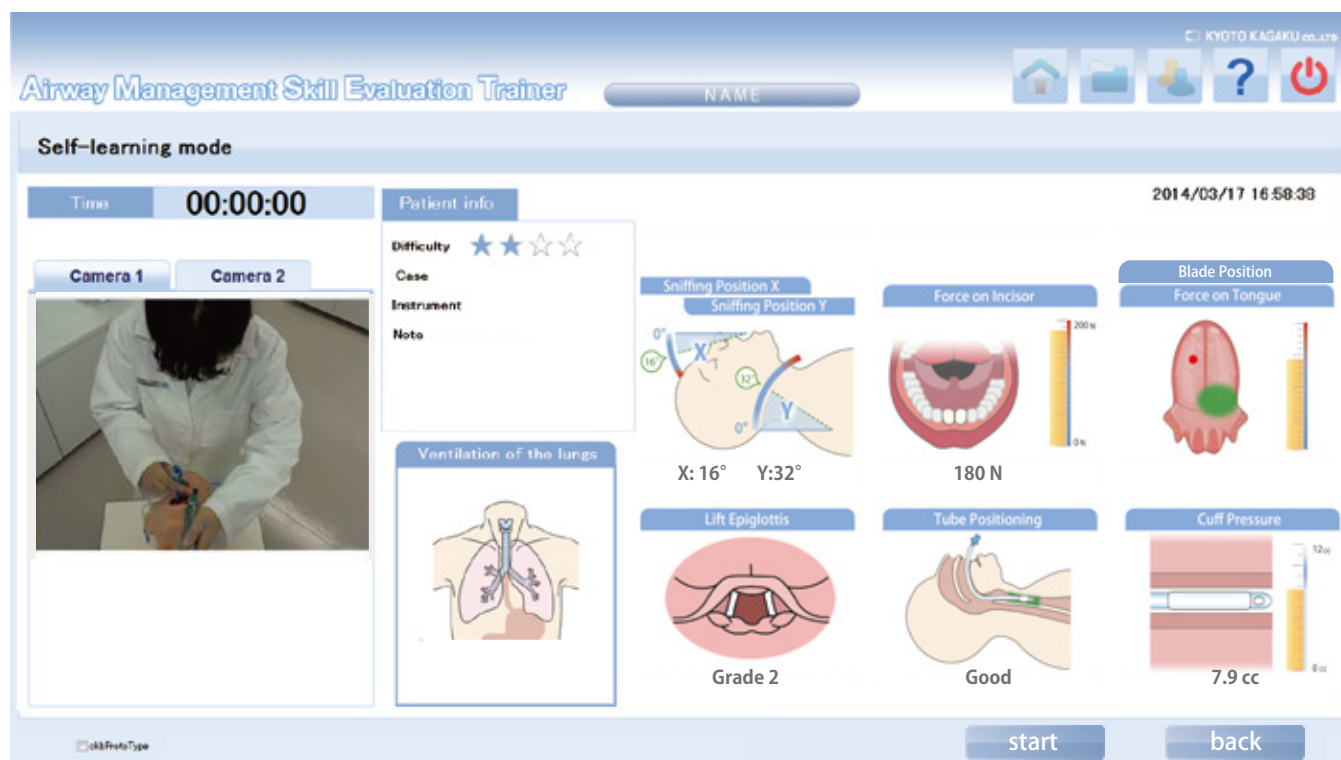 KYOTO KAGAKU co.,LTD
Airway Management Skill Evaluation Trainer
NAME
?
Self-learning mode
Time 00:00:00
Patient info
2014/03/17 16:58:38
Difficulty
Case
Instrument
Note
Camera 1 Camera 2
Sniffing Position X
Sniffing Position Y
0°
16°
X
32°
Y
0°
X: 16° Y:32°
Force on Incisor
200 N
0 N
180 N
Blade Position
Force on Tongue
Ventilation of the lungs
Lift Epiglottis
Grade 2
Tube Positioning
Good
Cuff Pressure
12cc
0 cc
7.9 cc
ckbProtoType
start
back